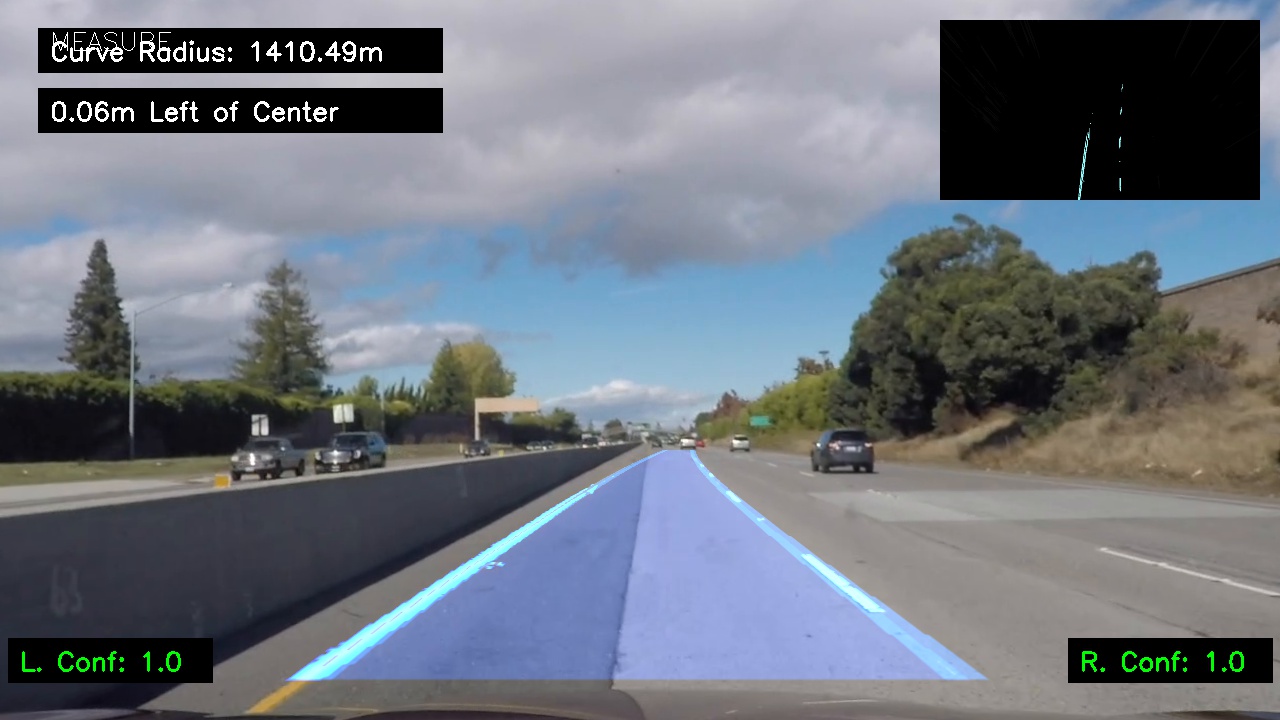 MEASURE
Curve Radius: 1410.49m
0.06m Left of Center
L. Conf: 1.0
R. Conf: 1.0